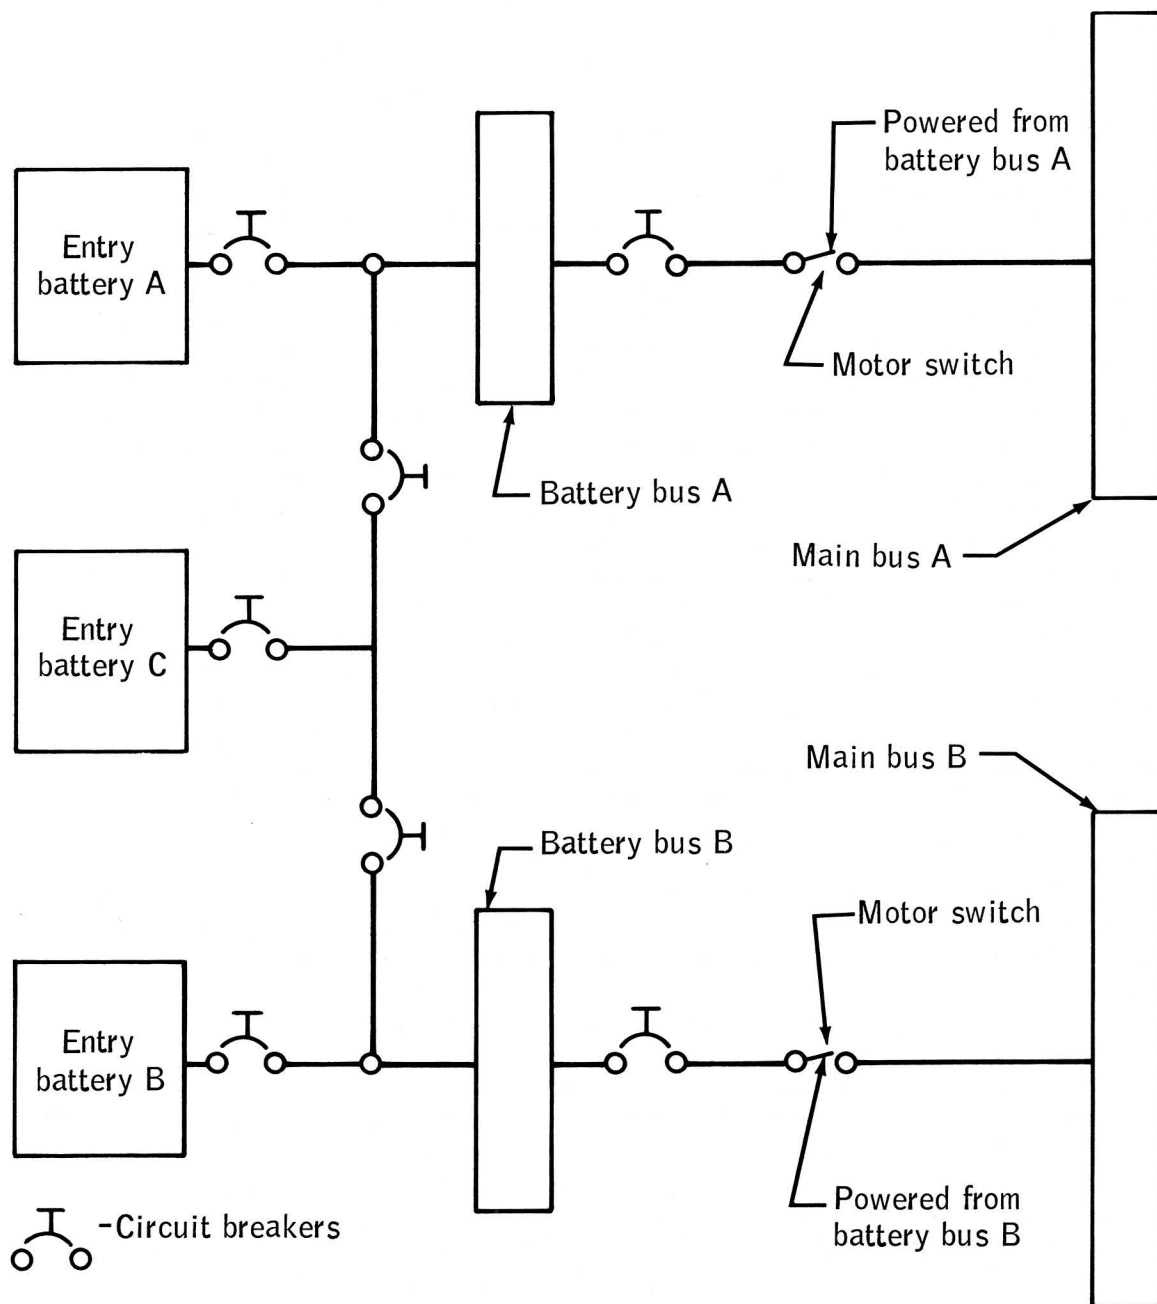 Powered from
battery bus A
Entry
battery A
Motor switch
Battery bus A
Main bus A
Entry
battery C
Main bus B
Battery bus B
Motor switch
Entry
battery B
Powered from
battery bus B
-Circuit breakers